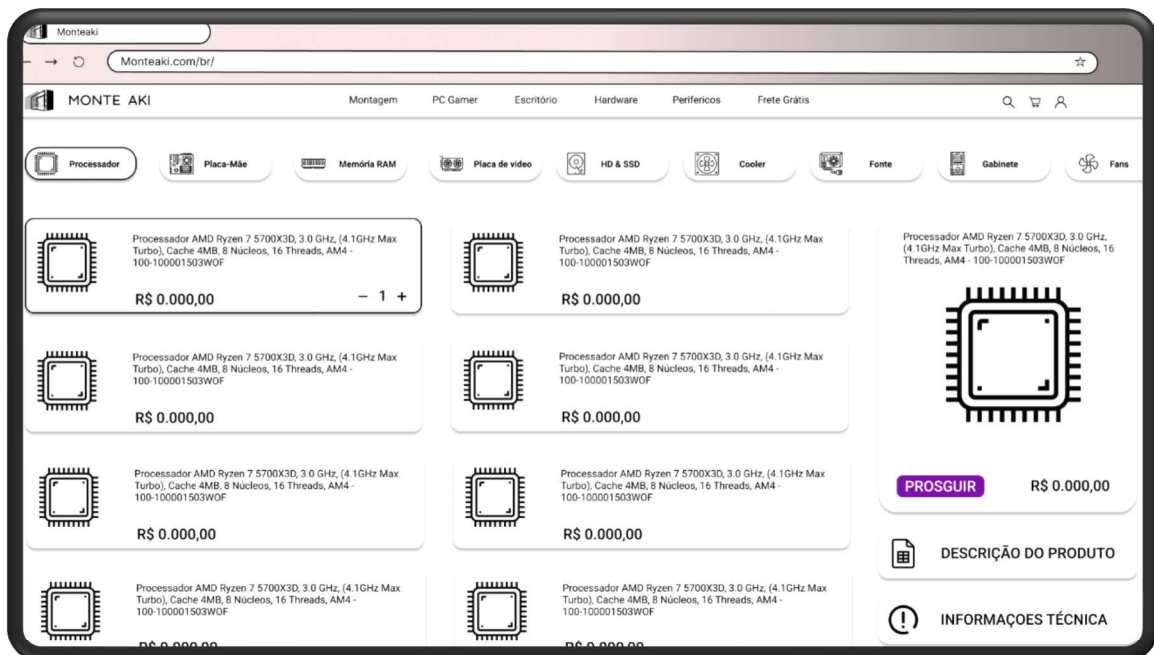 Monteaki
Monteaki.com/br/
MONTE AKI
Montagem
PC Gamer
Escritório
Hardware
Perifericos
Frete Grátis
Processador
Placa-Mãe
Memória RAM
Placa de video
HD & SSD
Cooler
Fonte
Gabinete
Fans
Processador AMD Ryzen 7 5700X3D, 3.0 GHz, (4.1GHz Max
Turbo), Cache 4MB, 8 Núcleos, 16 Threads, AM4 -
100-100001503WOF
R$ 0.000,00
− 1 +
Processador AMD Ryzen 7 5700X3D, 3.0 GHz, (4.1GHz Max
Turbo), Cache 4MB, 8 Núcleos, 16 Threads, AM4 -
100-100001503WOF
R$ 0.000,00
Processador AMD Ryzen 7 5700X3D, 3.0 GHz, (4.1GHz Max
Turbo), Cache 4MB, 8 Núcleos, 16 Threads, AM4 -
100-100001503WOF
R$ 0.000,00
Processador AMD Ryzen 7 5700X3D, 3.0 GHz, (4.1GHz Max
Turbo), Cache 4MB, 8 Núcleos, 16 Threads, AM4 -
100-100001503WOF
R$ 0.000,00
Processador AMD Ryzen 7 5700X3D, 3.0 GHz, (4.1GHz Max
Turbo), Cache 4MB, 8 Núcleos, 16 Threads, AM4 -
100-100001503WOF
R$ 0.000,00
Processador AMD Ryzen 7 5700X3D, 3.0 GHz, (4.1GHz Max
Turbo), Cache 4MB, 8 Núcleos, 16 Threads, AM4 -
100-100001503WOF
R$ 0.000,00
Processador AMD Ryzen 7 5700X3D, 3.0 GHz, (4.1GHz Max
Turbo), Cache 4MB, 8 Núcleos, 16 Threads, AM4 -
100-100001503WOF
R$ 0.000,00
Processador AMD Ryzen 7 5700X3D, 3.0 GHz, (4.1GHz Max
Turbo), Cache 4MB, 8 Núcleos, 16 Threads, AM4 -
100-100001503WOF
R$ 0.000,00
Processador AMD Ryzen 7 5700X3D, 3.0 GHz,
(4.1GHz Max Turbo), Cache 4MB, 8 Núcleos, 16
Threads, AM4 - 100-100001503WOF
PROSGUIR
R$ 0.000,00
DESCRIÇÃO DO PRODUTO
INFORMAÇOES TÉCNICA